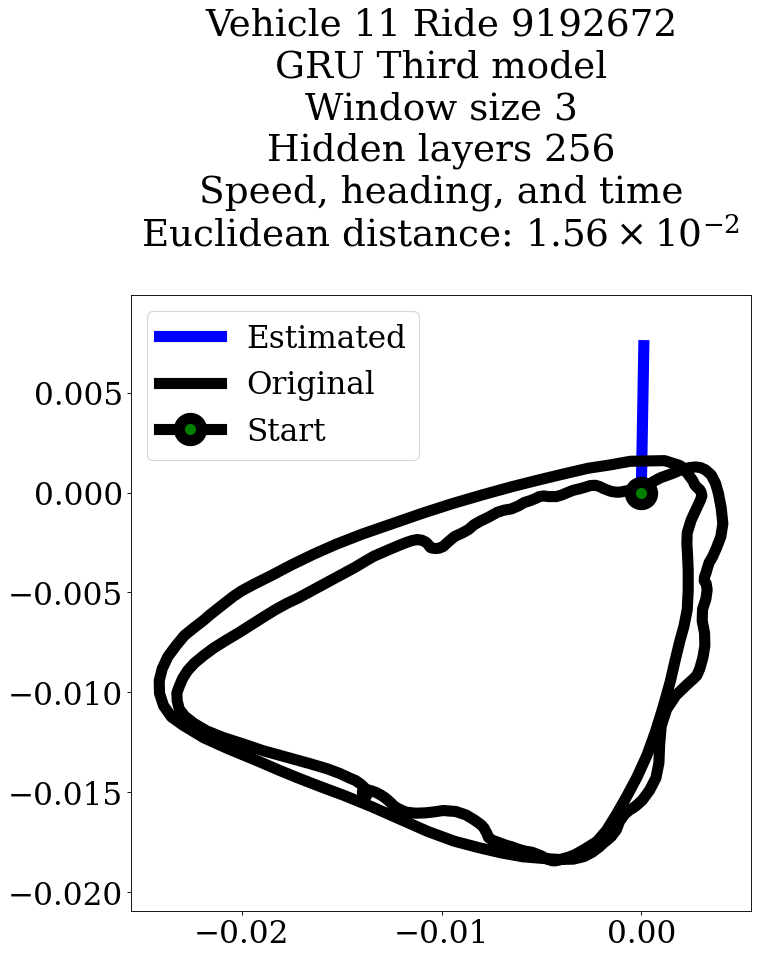 Vehicle 11 Ride 9192672
GRU Third model
Window size 3
Hidden layers 256
Speed, heading, and time
Euclidean distance: 1.56 × 10⁻²
Estimated
Original
Start
0.005
0.000
−0.005
−0.010
−0.015
−0.020
−0.02
−0.01
0.00